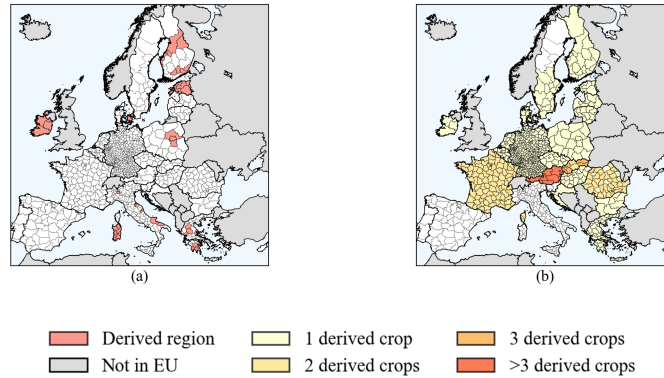 (a) (b)
Derived region 1 derived crop 3 derived crops
Not in EU 2 derived crops >3 derived crops